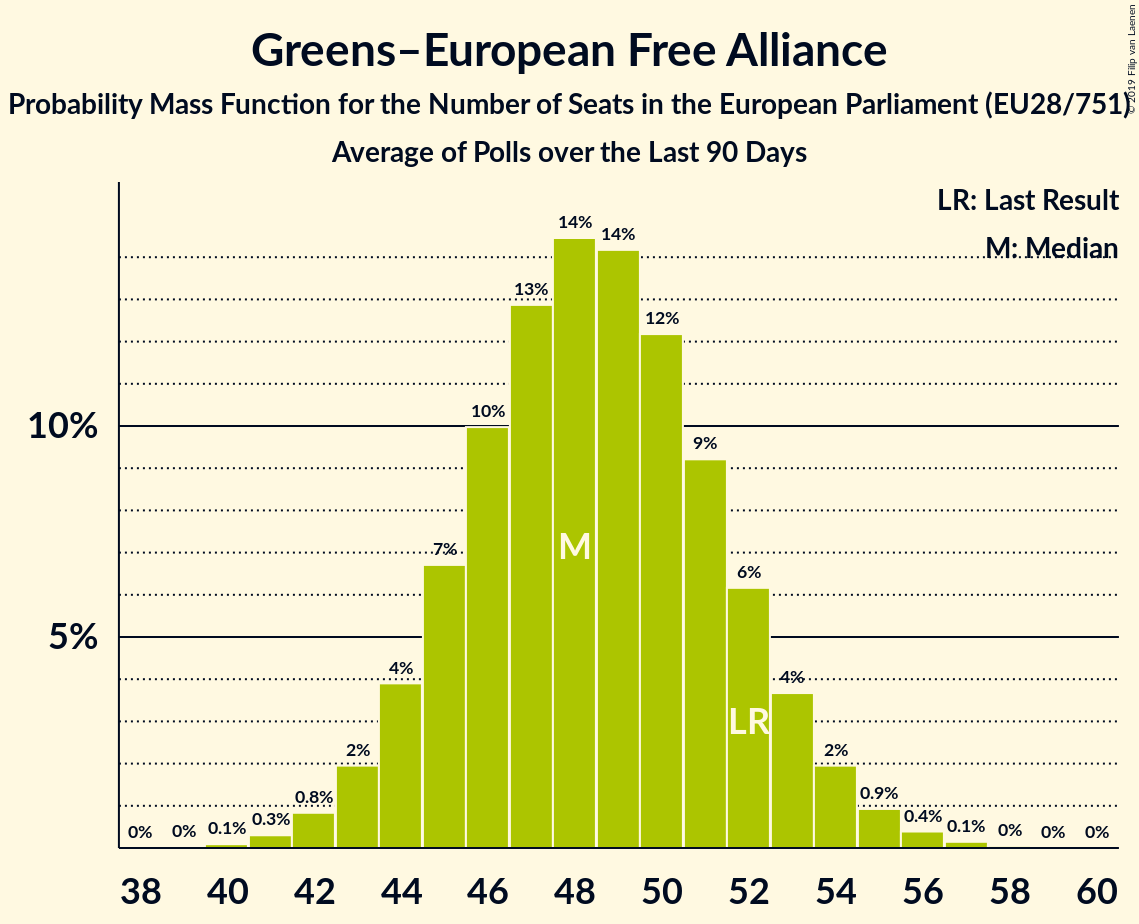 Greens–European Free Alliance
Probability Mass Function for the Number of Seats in the European Parliament (EU28/751)
Average of Polls over the Last 90 Days
© 2019 Filip van Laenen
LR: Last Result
M: Median
14%
14%
13%
12%
10%
10%
9%
7%
M
6%
5%
4%
4%
LR
2%
2%
0.8%
0.9%
0% 0% 0.1% 0.3% 0.4% 0.1% 0% 0% 0%
38 40 42 44 46 48 50 52 54 56 58 60